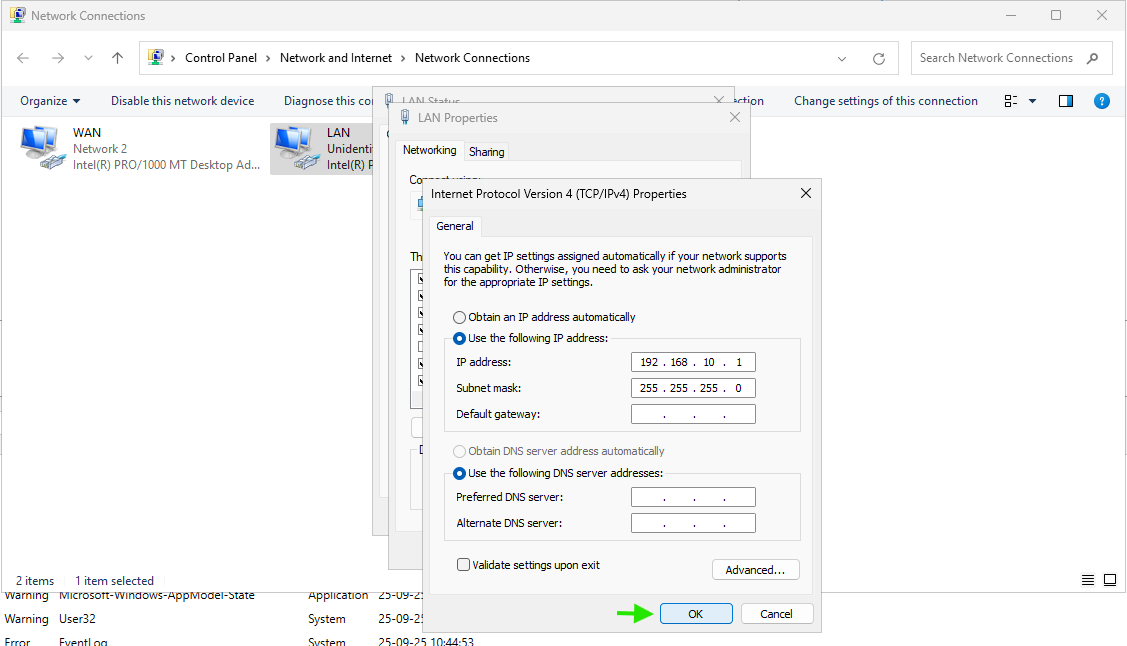 Network Connections
Control Panel > Network and Internet > Network Connections
Search Network Connections
Organize
Disable this network device
Diagnose this co
Change settings of this connection
WAN
Network 2
Intel(R) PRO/1000 MT Desktop Ad...
LAN
Unidenti
Intel(R) P
LAN Status
LAN Properties
Networking
Sharing
Connect using:
Th
Internet Protocol Version 4 (TCP/IPv4) Properties
General
You can get IP settings assigned automatically if your network supports
this capability. Otherwise, you need to ask your network administrator
for the appropriate IP settings.
Obtain an IP address automatically
Use the following IP address:
IP address: 192 . 168 . 10 . 1
Subnet mask: 255 . 255 . 255 . 0
Default gateway: . . .
Obtain DNS server address automatically
Use the following DNS server addresses:
Preferred DNS server: . . .
Alternate DNS server: . . .
Validate settings upon exit
Advanced...
OK
Cancel
2 items
1 item selected
Warning Microsoft-Windows-AppModel-State Application 25-09-25
Warning User32 System 25-09-25
Error EventLog System 25-09-25 10:44:53